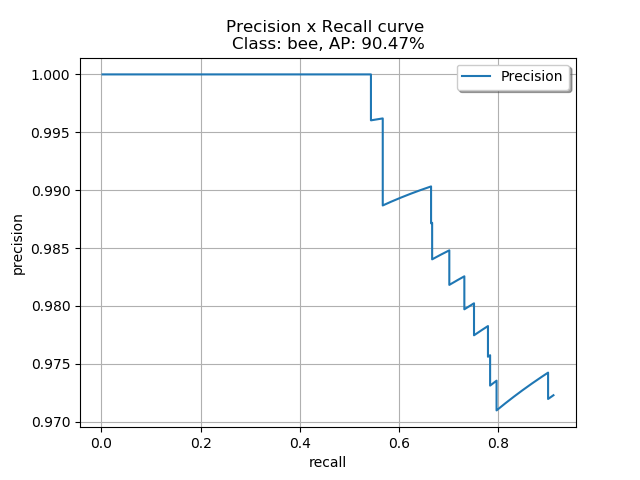 Precision x Recall curve
Class: bee, AP: 90.47%
Precision
1.000
0.995
0.990
0.985
0.980
0.975
0.970
precision
0.0 0.2 0.4 0.6 0.8
recall